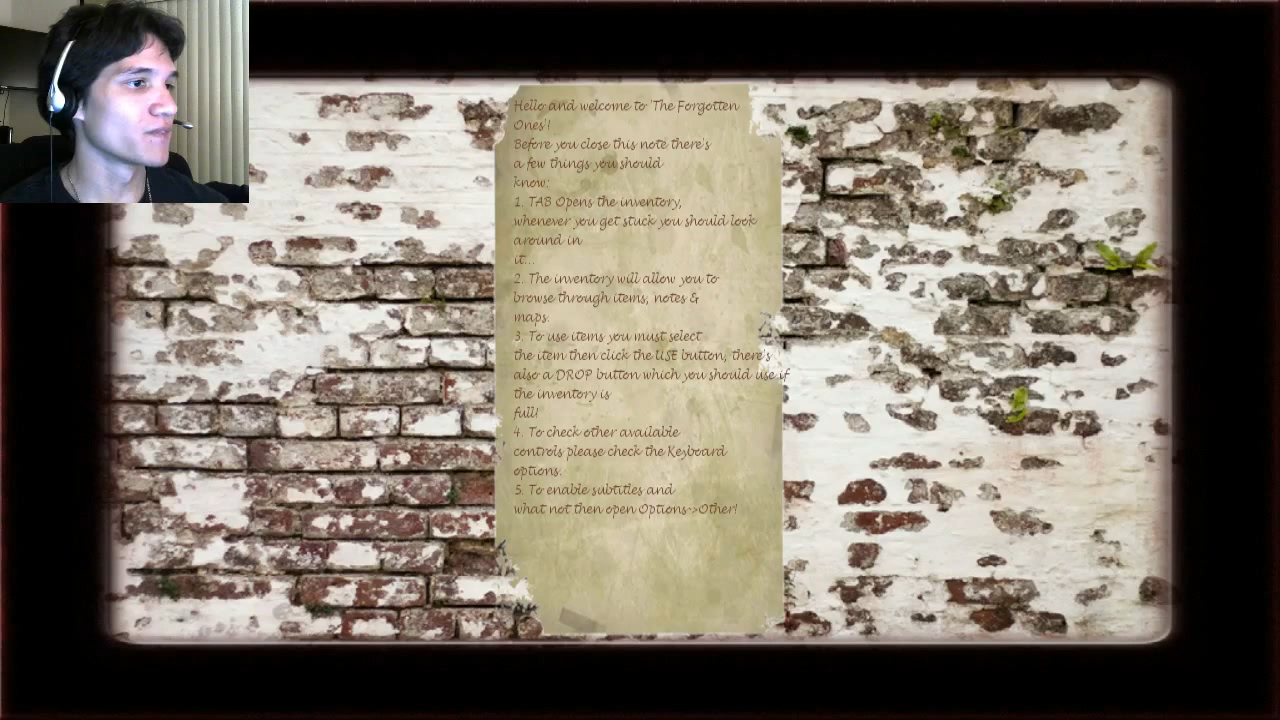 Hello and welcome to 'The Forgotten
Ones'!
Before you close this note there's
a few things you should
know:
1. TAB Opens the inventory,
whenever you get stuck you should look
around in
it...
2. The inventory will allow you to
browse through items, notes &
maps.
3. To use items you must select
the item then click the USE button, there's
also a DROP button which you should use if
the inventory is
full!
4. To check other available
controls please check the Keyboard
options.
5. To enable subtitles and
what not then open Options->Other!